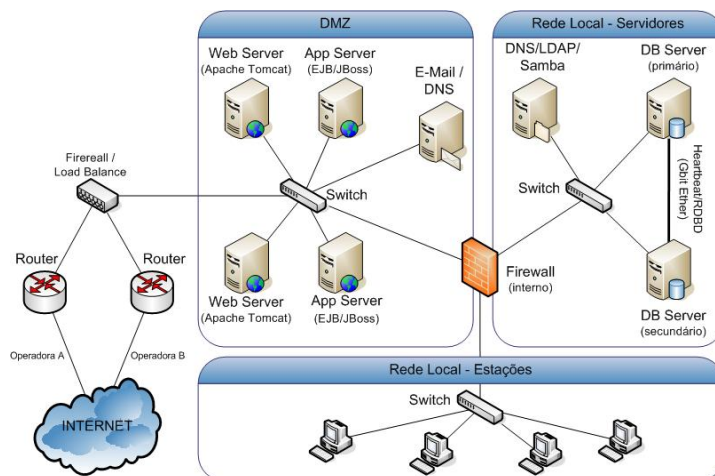 DMZ
Web Server
(Apache Tomcat)
App Server
(EJB/JBoss)
E-Mail /
DNS
Switch
Web Server
(Apache Tomcat)
App Server
(EJB/JBoss)
Rede Local - Servidores
DNS/LDAP/
Samba
DB Server
(primário)
Heartbeat/RDBD
(Gbit Ether)
Switch
DB Server
(secundário)
Firewall
(interno)
Firereall /
Load Balance
Router
Router
Operadora A
Operadora B
INTERNET
Rede Local - Estações
Switch